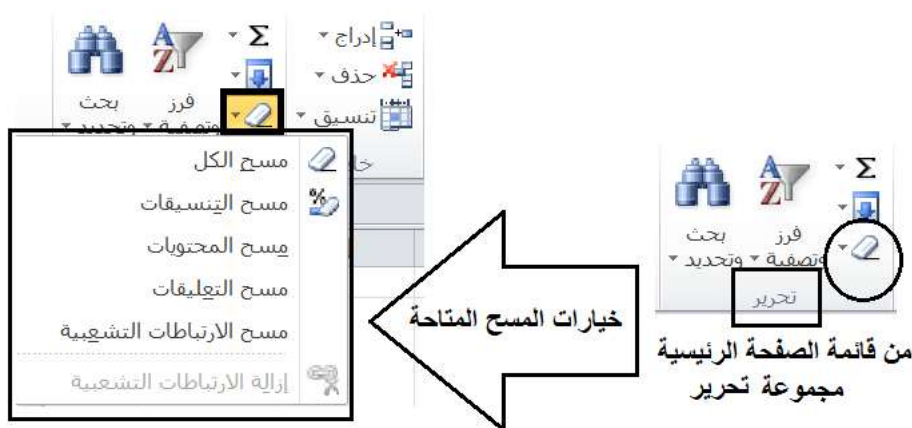 إدراج
حذف
تنسيق
خا
Σ
A
Z
فرز
وتصفية
بحث
وتحديد
مسح الكل
مسح التنسيقات
مسح المحتويات
مسح التعليقات
مسح الارتباطات التشعبية
إزالة الارتباطات التشعبية
خيارات المسح المتاحة
Σ
A
Z
فرز
وتصفية
بحث
وتحديد
تحرير
من قائمة الصفحة الرئيسية
مجموعة تحرير